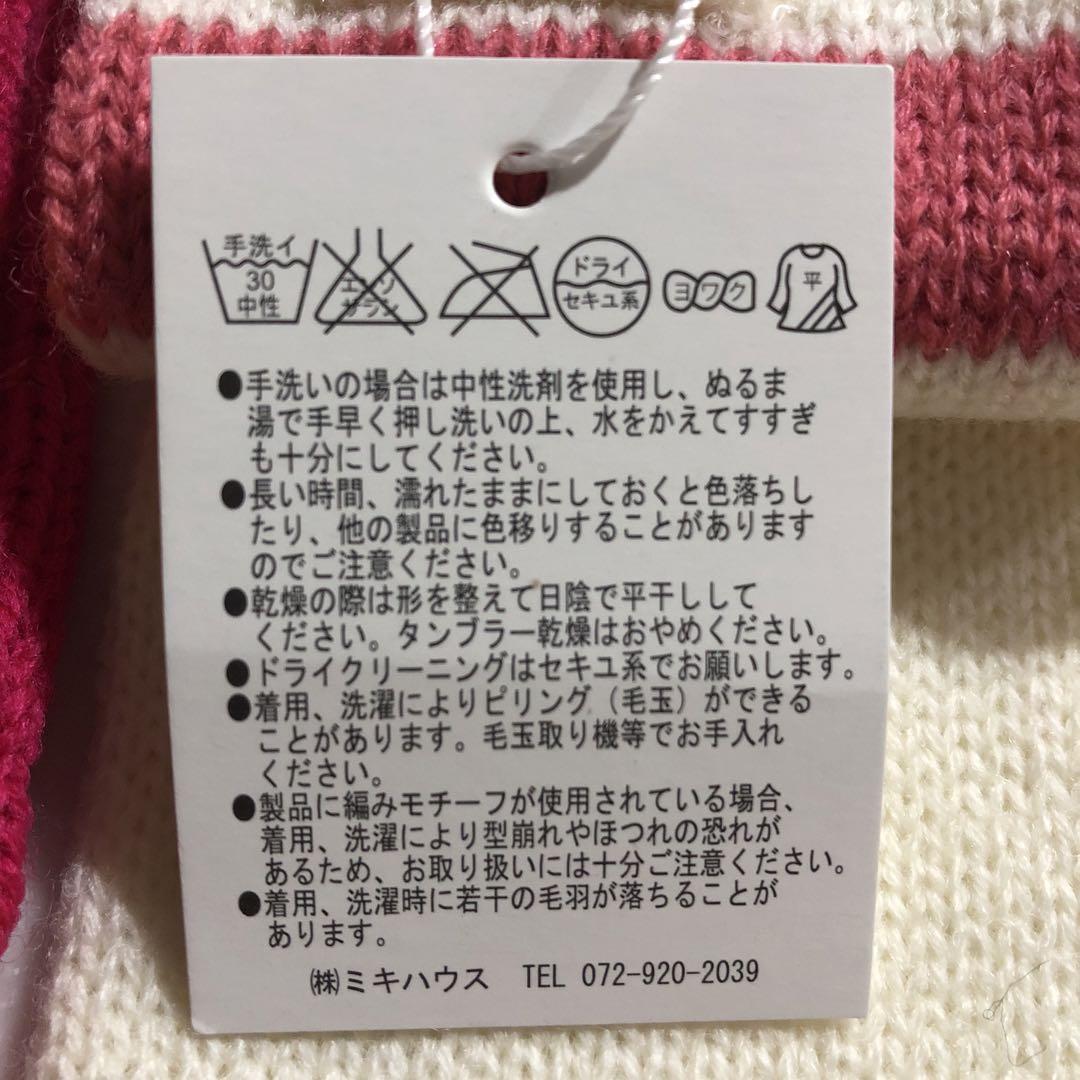 手洗イ
30
中性
エンソ
サラシ
ドライ
セキユ系
ヨワク
平
●手洗いの場合は中性洗剤を使用し、ぬるま
湯で手早く押し洗いの上、水をかえてすすぎ
も十分にしてください。
●長い時間、濡れたままにしておくと色落ちし
たり、他の製品に色移りすることがあります
のでご注意ください。
●乾燥の際は形を整えて日陰で平干しして
ください。タンブラー乾燥はおやめください。
●ドライクリーニングはセキユ系でお願いします。
●着用、洗濯によりピリング（毛玉）ができる
ことがあります。毛玉取り機等でお手入れ
ください。
●製品に編みモチーフが使用されている場合、
着用、洗濯により型崩れやほつれの恐れが
あるため、お取り扱いには十分ご注意ください。
●着用、洗濯時に若干の毛羽が落ちることが
あります。
㈱ミキハウス TEL 072-920-2039